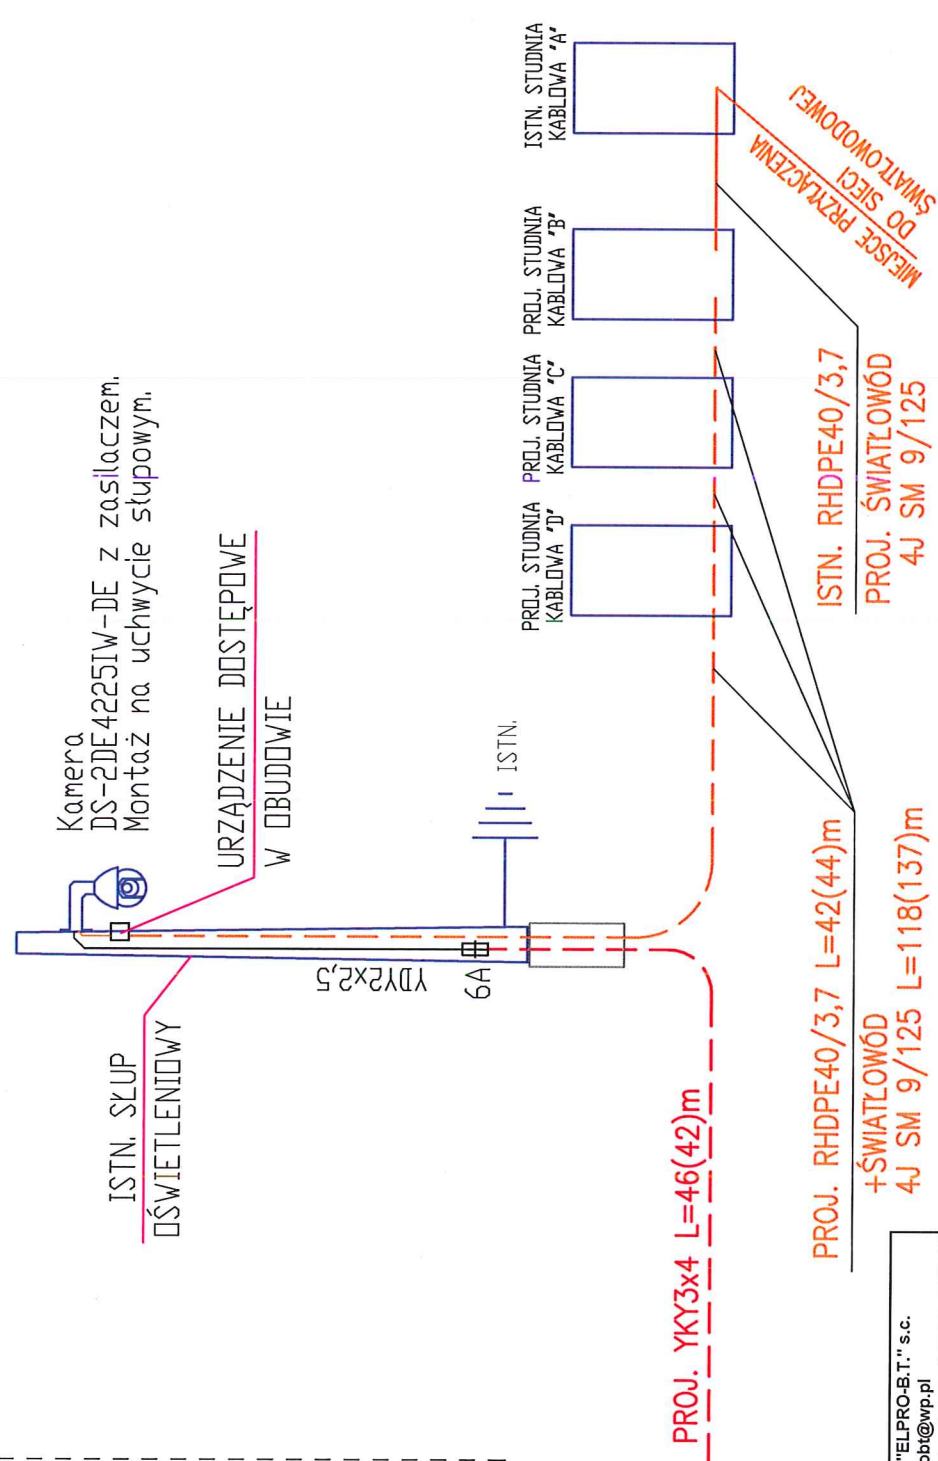 Kamera
DS-2DE4225IW-DE z zasilaczem.
Montaż na uchwycie słupowym.
URZĄDZENIE DOSTĘPOWE
W OBUDOWIE
ISTN. SŁUP
OŚWIETLENIOWY
YDY2x2,5
6A
ISTN.
ISTN. STUDNIA
KABLOWA "A"
PROJ. STUDNIA
KABLOWA "B"
PROJ. STUDNIA
KABLOWA "C"
PROJ. STUDNIA
KABLOWA "D"
MIEJSCE PRZYŁĄCZENIA
DO SIECI
ŚWIATŁOWODOWEJ
ISTN. RHDPE40/3,7
PROJ. ŚWIATŁOWÓD
4J SM 9/125
PROJ. RHDPE40/3,7 L=42(44)m
+ŚWIATŁOWÓD
4J SM 9/125 L=118(137)m
PROJ. YKY3x4 L=46(42)m
"ELPRO-B.T." s.c.
obt@wp.pl